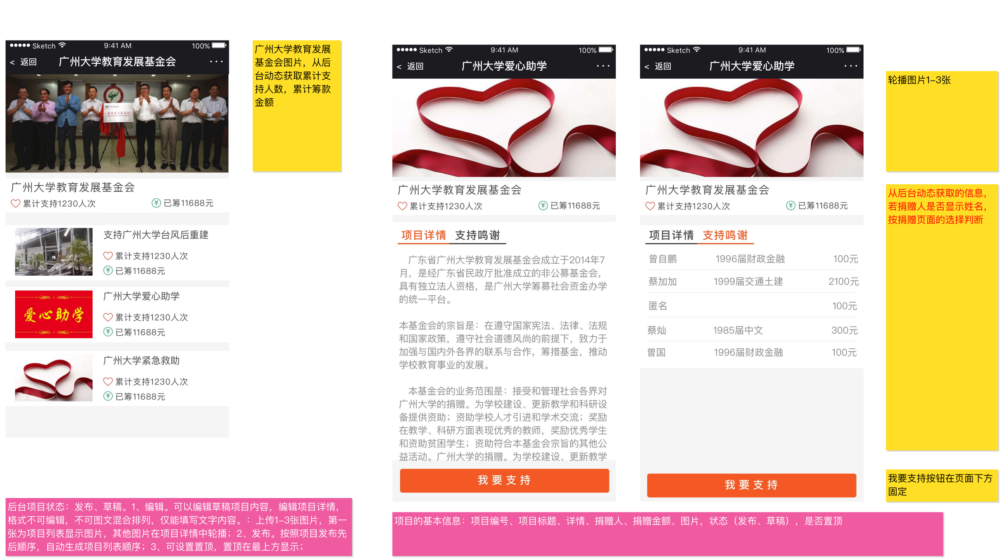 ●●●●● Sketch 9:41 AM 100%
< 返回 广州大学教育发展基金会 ···
广州大学
教育发展基金会
广州大学教育发展基金会
累计支持1230人次 已筹11688元
支持广州大学台风后重建
累计支持1230人次
已筹11688元
爱心助学
广州大学爱心助学
累计支持1230人次
已筹11688元
广州大学紧急救助
累计支持1230人次
已筹11688元
广州大学教育发展
基金会图片，从后
台动态获取累计支
持人数，累计筹款
金额
后台项目状态：发布、草稿。1、编辑。可以编辑草稿项目内容，编辑项目详情，
格式不可编辑，不可图文混合排列，仅能填写文字内容。：上传1-3张图片，第一
张为项目列表显示图片，其他图片在项目详情中轮播；2、发布。按照项目发布先
后顺序，自动生成项目列表顺序；3、可设置置顶，置顶在最上方显示；
●●●●● Sketch 9:41 AM 100%
< 返回 广州大学爱心助学 ···
广州大学教育发展基金会
累计支持1230人次 已筹11688元
项目详情 支持鸣谢
广东省广州大学教育发展基金会成立于2014年7
月，是经广东省民政厅批准成立的非公募基金会，
具有独立法人资格，是广州大学筹募社会资金办学
的统一平台。
本基金会的宗旨是：在遵守国家宪法、法律、法规
和国家政策，遵守社会道德风尚的前提下，致力于
加强与国内外各界的联系与合作，筹措基金，推动
学校教育事业的发展。
本基金会的业务范围是：接受和管理社会各界对
广州大学的捐赠。为学校建设、更新教学和科研设
备提供资助；资助学校人才引进和学术交流；奖励
在教学、科研方面表现优秀的教师，奖励优秀学生
和资助贫困学生；资助符合本基金会宗旨的其他公
益活动。广州大学的捐赠。为学校建设、更新教学
我要支持
●●●●● Sketch 9:41 AM 100%
< 返回 广州大学爱心助学 ···
广州大学教育发展基金会
累计支持1230人次 已筹11688元
项目详情 支持鸣谢
曾自鹏 1996届财政金融 100元
蔡加加 1999届交通土建 2100元
匿名 100元
蔡灿 1985届中文 300元
曾国 1996届财政金融 100元
我要支持
轮播图片1-3张
从后台动态获取的信息，
若捐赠人是否显示姓名，
按捐赠页面的选择判断
我要支持按钮在页面下方
固定
项目的基本信息：项目编号、项目标题、详情、捐赠人、捐赠金额、图片，状态（发布、草稿），是否置顶